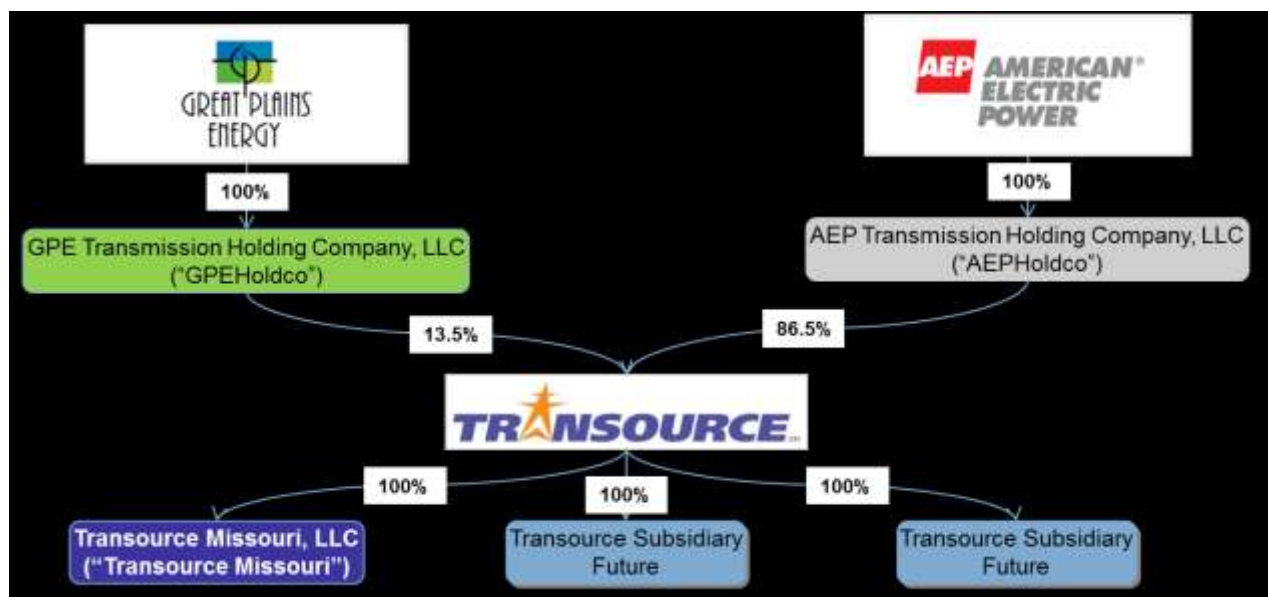 GREAT PLAINS
ENERGY
AEP AMERICAN®
ELECTRIC
POWER
100%
100%
GPE Transmission Holding Company, LLC
("GPEHoldco")
AEP Transmission Holding Company, LLC
("AEPHoldco")
13.5%
86.5%
TRANSOURCE
100%
100%
100%
Transource Missouri, LLC
(“Transource Missouri”)
Transource Subsidiary
Future
Transource Subsidiary
Future